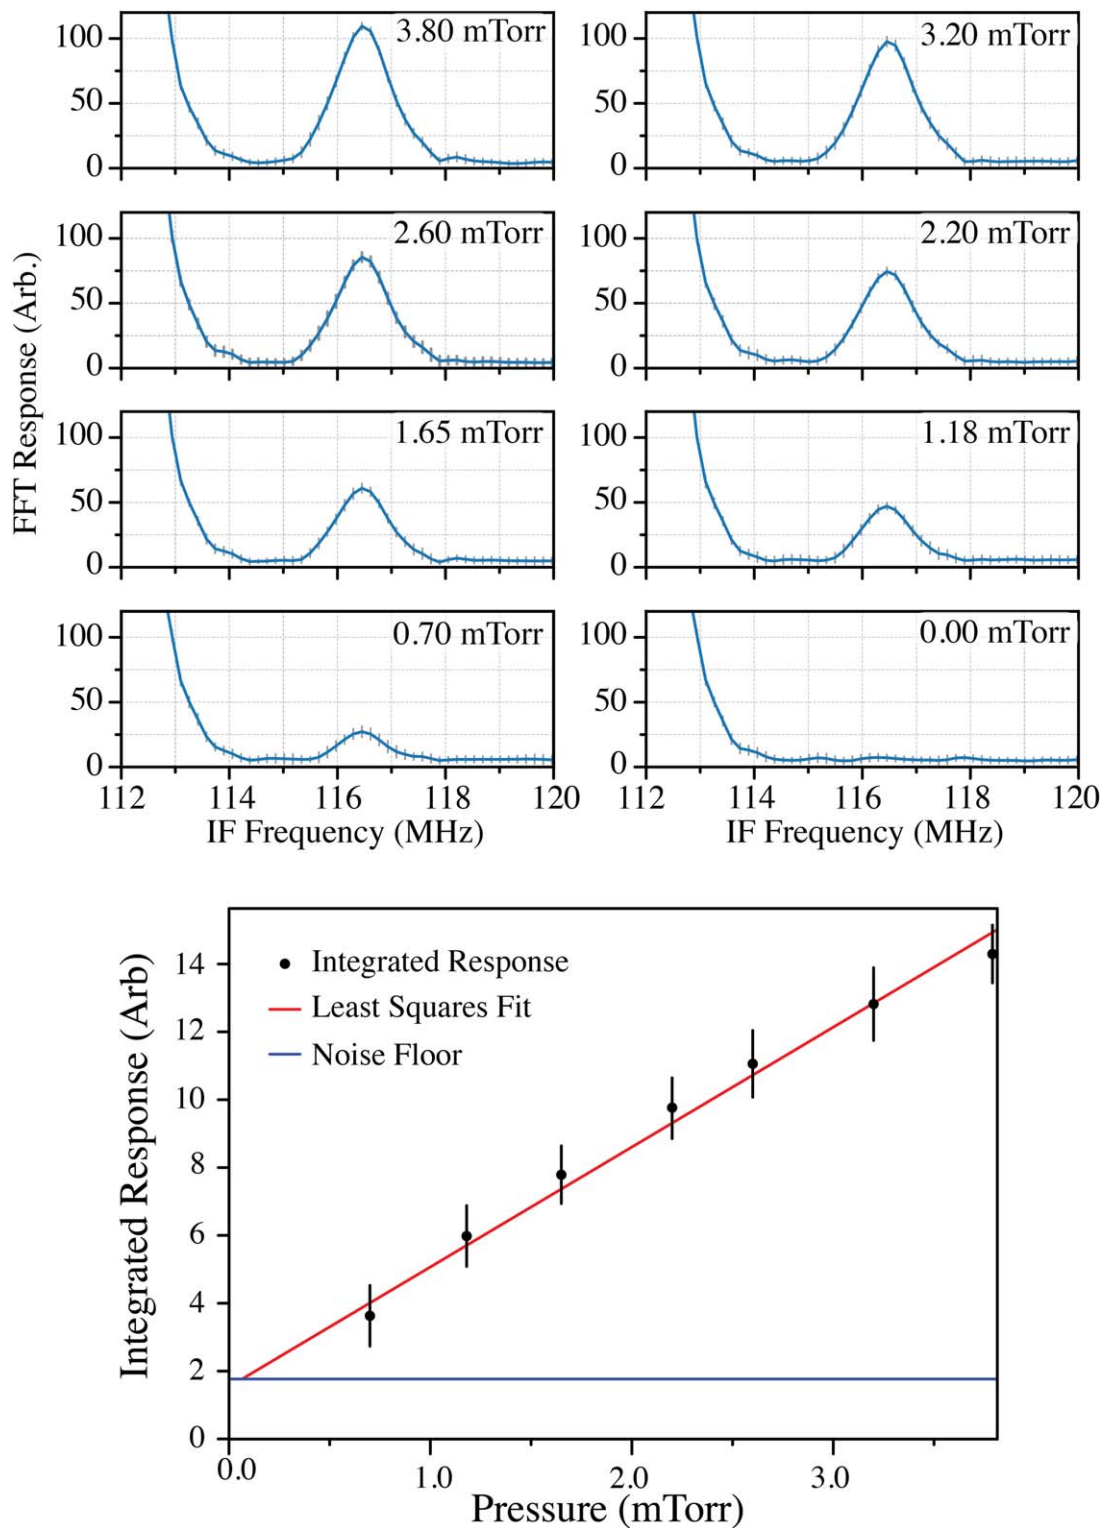 3.80 mTorr
3.20 mTorr
100
50
0
100
50
0
2.60 mTorr
2.20 mTorr
100
50
0
100
50
0
FFT Response (Arb.)
1.65 mTorr
1.18 mTorr
100
50
0
100
50
0
0.70 mTorr
0.00 mTorr
100
50
0
100
50
0
112 114 116 118 120
112 114 116 118 120
IF Frequency (MHz)
IF Frequency (MHz)
Integrated Response (Arb)
14
12
10
8
6
4
2
0
Integrated Response
Least Squares Fit
Noise Floor
0.0 1.0 2.0 3.0
Pressure (mTorr)